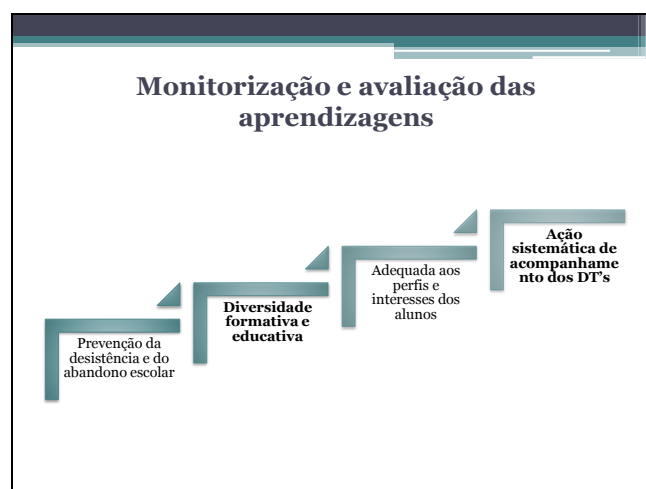 Monitorização e avaliação das
aprendizagens
Prevenção da
desistência e do
abandono escolar
Diversidade
formativa e
educativa
Adequada aos
perfis e
interesses dos
alunos
Ação
sistemática de
acompanhame
nto dos DT’s